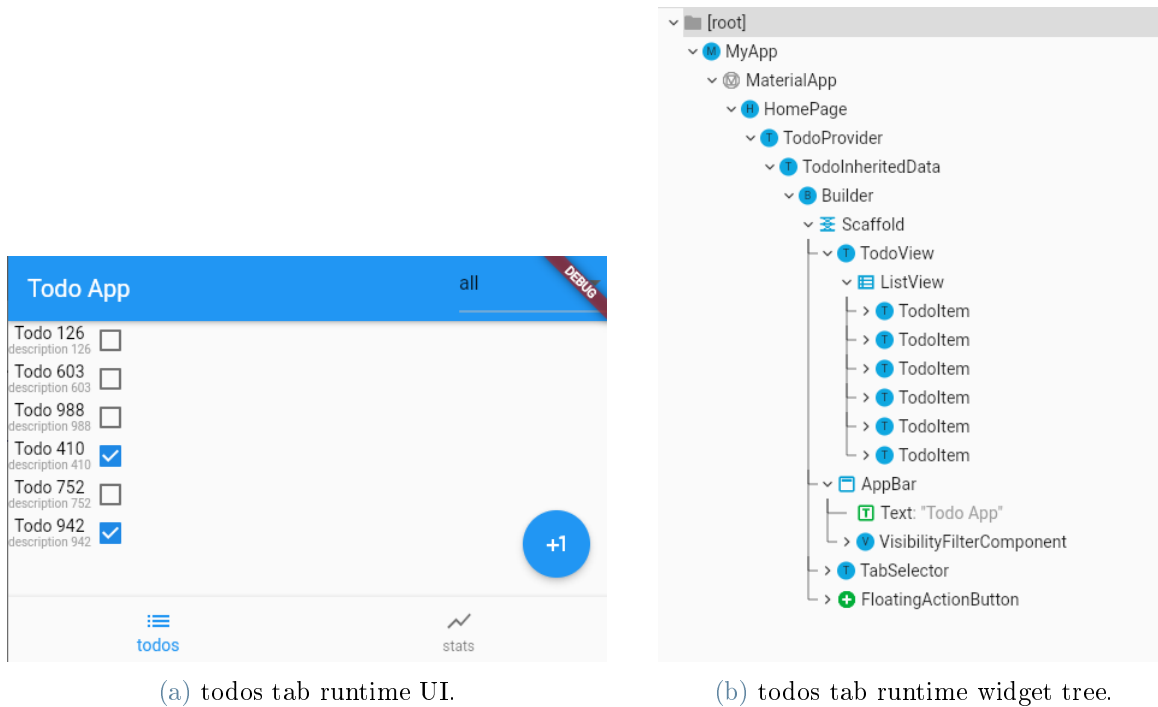 Todo App
all
DEBUG
Todo 126
description 126
Todo 603
description 603
Todo 988
description 988
Todo 410
description 410
Todo 752
description 752
Todo 942
description 942
+1
todos
stats
(a) todos tab runtime UI.
[root]
M MyApp
MaterialApp
H HomePage
T TodoProvider
T TodoInheritedData
B Builder
Scaffold
T TodoView
ListView
T TodoItem
T TodoItem
T TodoItem
T TodoItem
T TodoItem
T TodoItem
AppBar
T Text: "Todo App"
V VisibilityFilterComponent
T TabSelector
FloatingActionButton
(b) todos tab runtime widget tree.